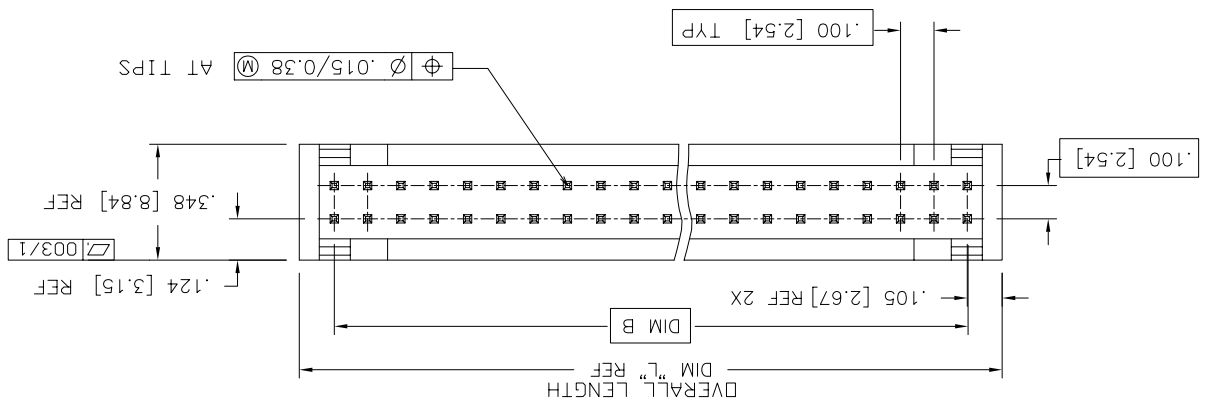 OVERALL LENGTH
DIM "L" REF
DIM B
.105 [2.67] REF 2X
.124 [3.15] REF
.003/1
.348 [8.84] REF
.100 [2.54]
⌖ Ø .015/0.38 Ⓜ AT TIPS
.100 [2.54] TYP